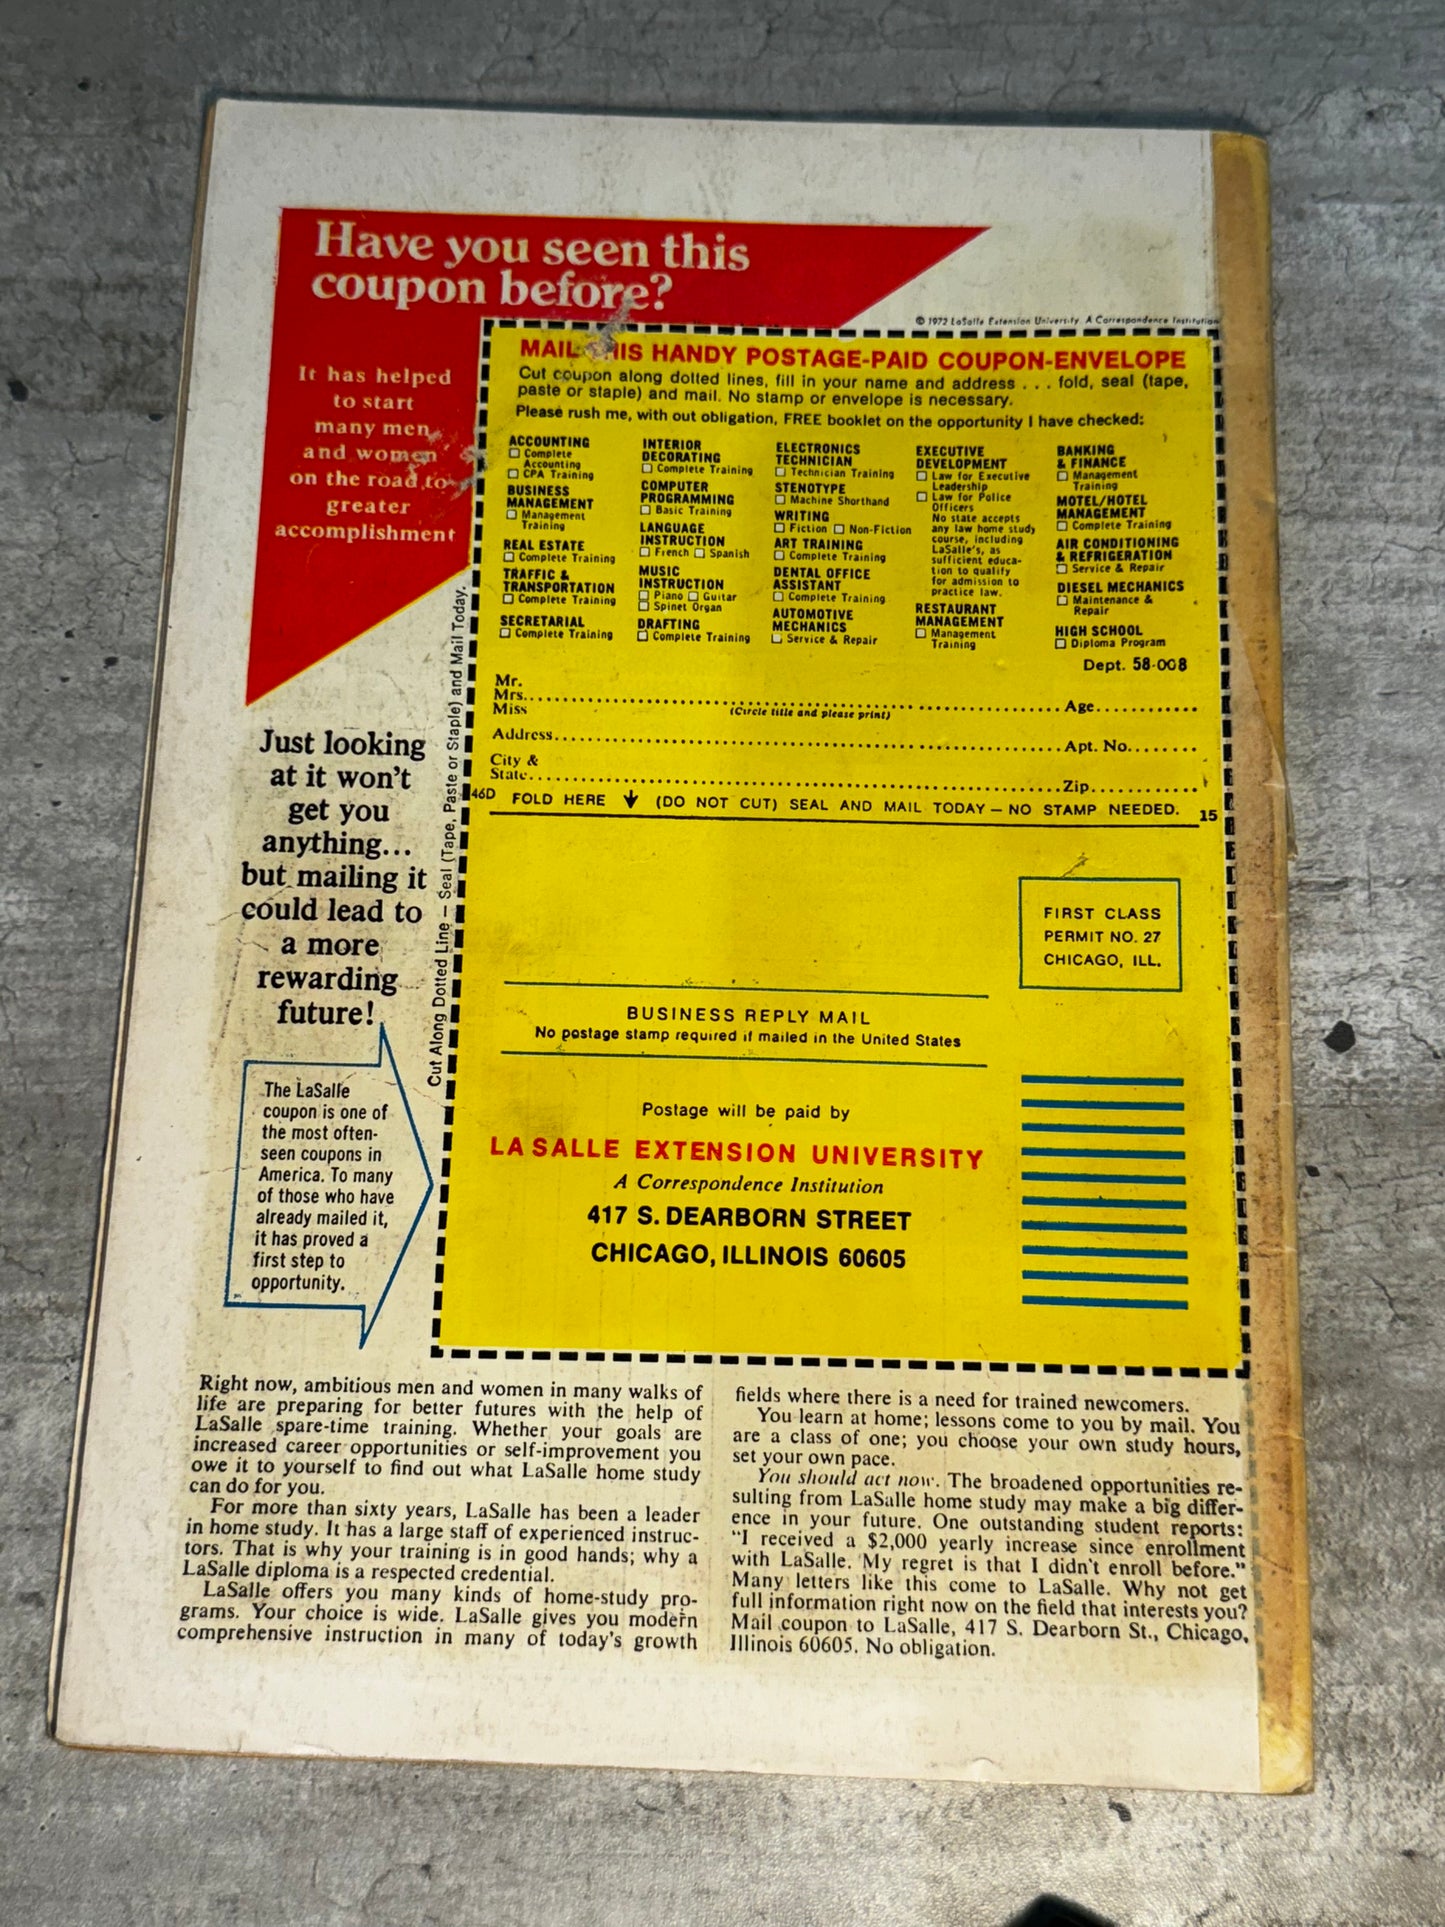 Have you seen this
coupon before?
It has helped
to start
many men
and women
on the road to
greater
accomplishment
© 1972 LaSalle Extension University, A Correspondence Institution
MAIL THIS HANDY POSTAGE-PAID COUPON-ENVELOPE
Cut coupon along dotted lines, fill in your name and address . . . fold, seal (tape,
paste or staple) and mail. No stamp or envelope is necessary.
Please rush me, with out obligation, FREE booklet on the opportunity I have checked:
ACCOUNTING
Complete
Accounting
CPA Training
BUSINESS
MANAGEMENT
Management
Training
REAL ESTATE
Complete Training
TRAFFIC &
TRANSPORTATION
Complete Training
SECRETARIAL
Complete Training
INTERIOR
DECORATING
Complete Training
COMPUTER
PROGRAMMING
Basic Training
LANGUAGE
INSTRUCTION
French Spanish
MUSIC
INSTRUCTION
Piano Guitar
Spinet Organ
DRAFTING
Complete Training
ELECTRONICS
TECHNICIAN
Technician Training
STENOTYPE
Machine Shorthand
WRITING
Fiction Non-Fiction
ART TRAINING
Complete Training
DENTAL OFFICE
ASSISTANT
Complete Training
AUTOMOTIVE
MECHANICS
Service & Repair
EXECUTIVE
DEVELOPMENT
Law for Executive
Leadership
Law for Police
Officers
No state accepts
any law home study
course, including
LaSalle's, as
sufficient educa-
tion to qualify
for admission to
practice law.
RESTAURANT
MANAGEMENT
Management
Training
BANKING
& FINANCE
Management
Training
MOTEL/HOTEL
MANAGEMENT
Complete Training
AIR CONDITIONING
& REFRIGERATION
Service & Repair
DIESEL MECHANICS
Maintenance &
Repair
HIGH SCHOOL
Diploma Program
Dept. 58-008
Mr.
Mrs. Age
Miss (Circle title and please print)
Address Apt. No.
City &
State Zip
46D FOLD HERE (DO NOT CUT) SEAL AND MAIL TODAY — NO STAMP NEEDED. 15
Cut Along Dotted Line — Seal (Tape, Paste or Staple) and Mail Today.
Just looking
at it won't
get you
anything...
but mailing it
could lead to
a more
rewarding
future!
The LaSalle
coupon is one of
the most often-
seen coupons in
America. To many
of those who have
already mailed it,
it has proved a
first step to
opportunity.
FIRST CLASS
PERMIT NO. 27
CHICAGO, ILL.
BUSINESS REPLY MAIL
No postage stamp required if mailed in the United States
Postage will be paid by
LA SALLE EXTENSION UNIVERSITY
A Correspondence Institution
417 S. DEARBORN STREET
CHICAGO, ILLINOIS 60605
Right now, ambitious men and women in many walks of
life are preparing for better futures with the help of
LaSalle spare-time training. Whether your goals are
increased career opportunities or self-improvement you
owe it to yourself to find out what LaSalle home study
can do for you.
For more than sixty years, LaSalle has been a leader
in home study. It has a large staff of experienced instruc-
tors. That is why your training is in good hands; why a
LaSalle diploma is a respected credential.
LaSalle offers you many kinds of home-study pro-
grams. Your choice is wide. LaSalle gives you modern
comprehensive instruction in many of today's growth
fields where there is a need for trained newcomers.
You learn at home; lessons come to you by mail. You
are a class of one; you choose your own study hours,
set your own pace.
You should act now. The broadened opportunities re-
sulting from LaSalle home study may make a big differ-
ence in your future. One outstanding student reports:
"I received a $2,000 yearly increase since enrollment
with LaSalle. My regret is that I didn't enroll before."
Many letters like this come to LaSalle. Why not get
full information right now on the field that interests you?
Mail coupon to LaSalle, 417 S. Dearborn St., Chicago,
Illinois 60605. No obligation.